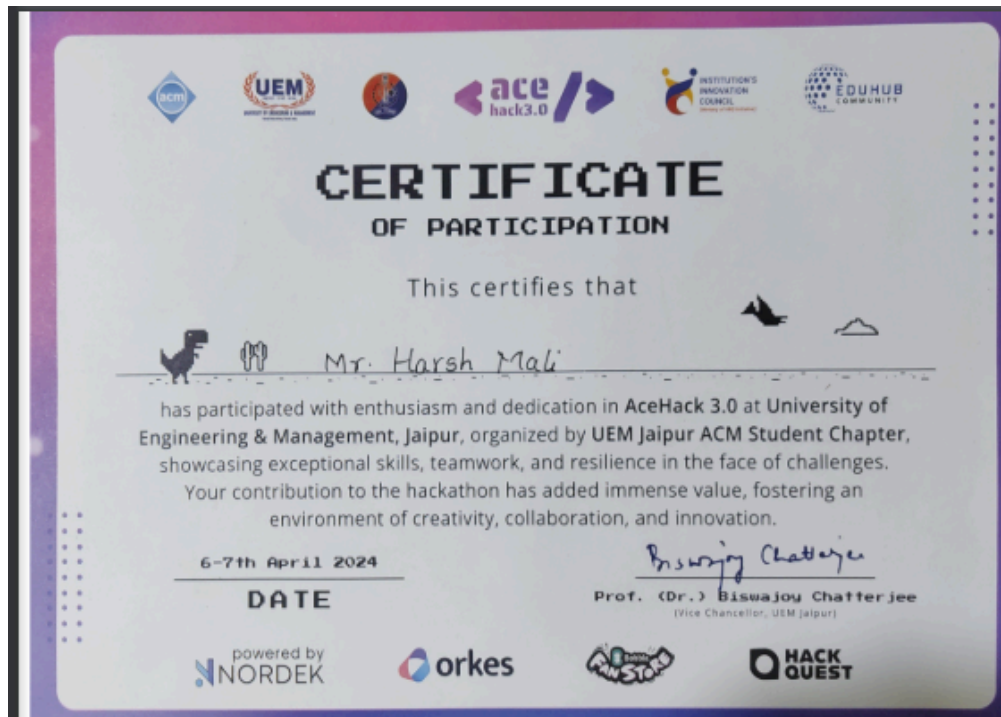 acm
UEM
UNIVERSITY OF ENGINEERING & MANAGEMENT
<ace hack3.0/>
INSTITUTION'S
INNOVATION
COUNCIL
EDUHUB
COMMUNITY
CERTIFICATE
OF PARTICIPATION
This certifies that
Mr. Harsh Mali
has participated with enthusiasm and dedication in AceHack 3.0 at University of
Engineering & Management, Jaipur, organized by UEM Jaipur ACM Student Chapter,
showcasing exceptional skills, teamwork, and resilience in the face of challenges.
Your contribution to the hackathon has added immense value, fostering an
environment of creativity, collaboration, and innovation.
6-7th April 2024
DATE
Biswajoy Chatterjee
Prof. (Dr.) Biswajoy Chatterjee
(Vice Chancellor, UEM Jaipur)
powered by
NORDEK
orkes
HACK
QUEST